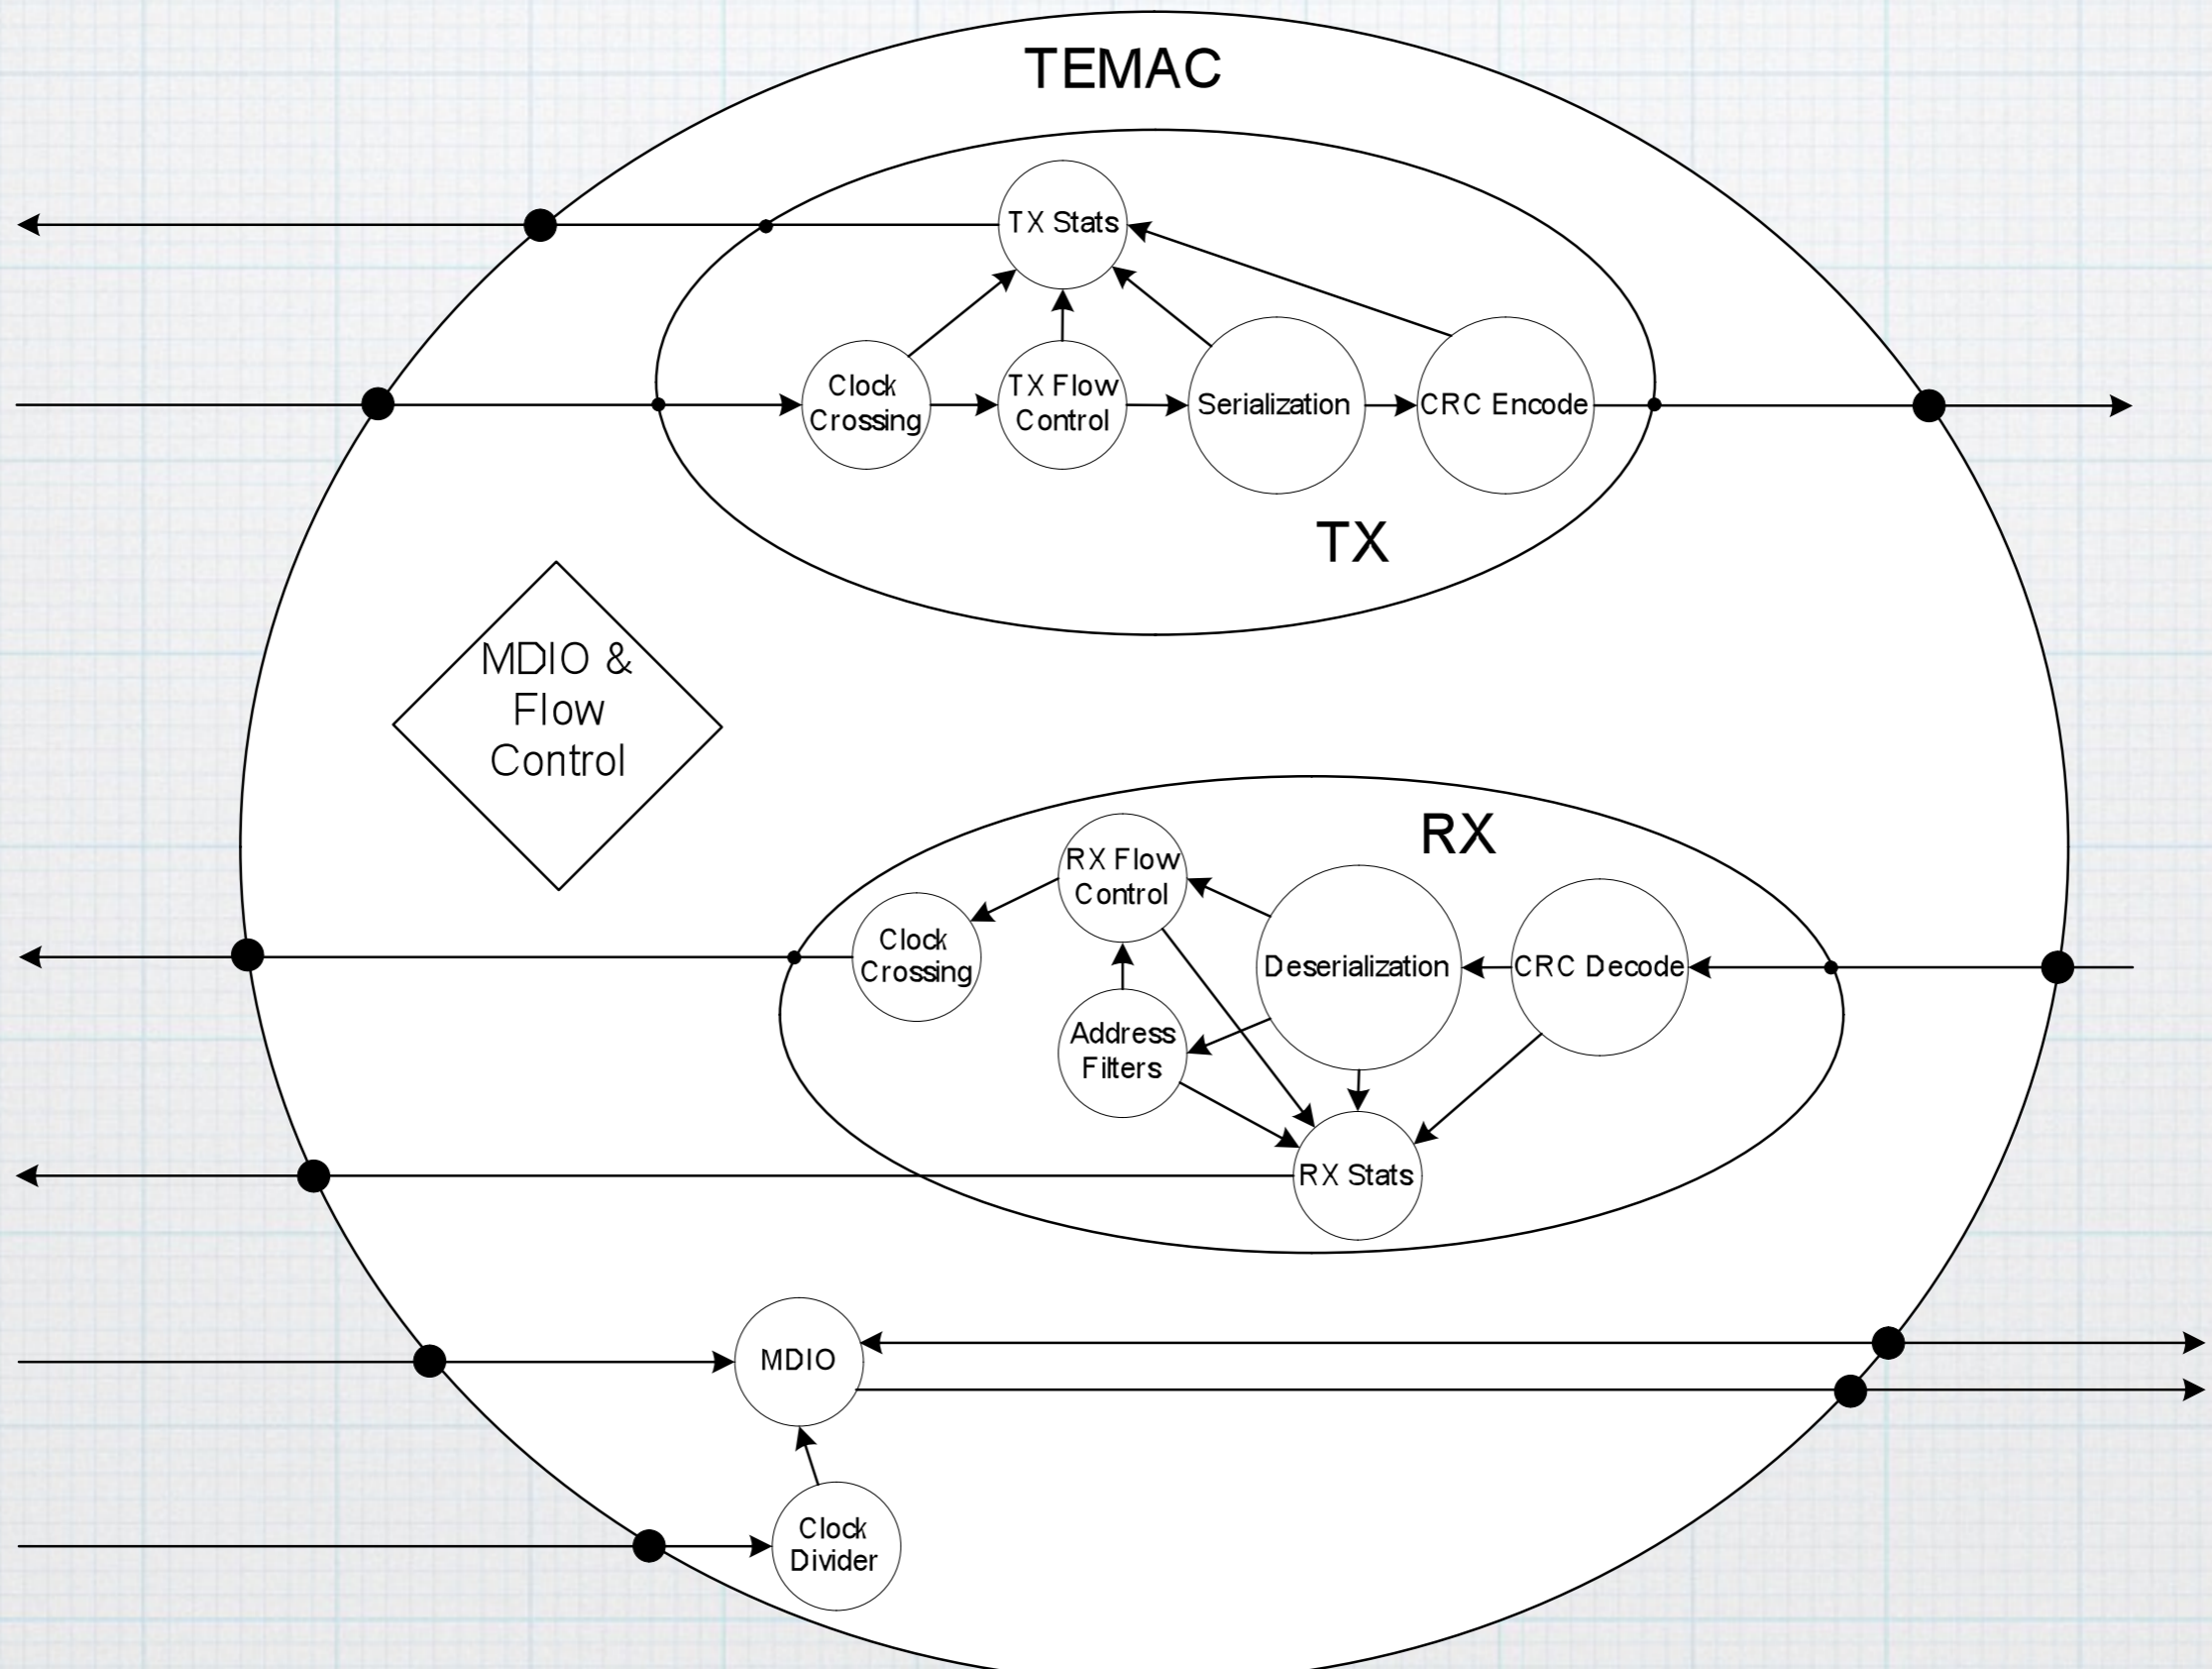 TEMAC
TX Stats
Clock
Crossing
TX Flow
Control
Serialization
CRC Encode
TX
MDIO &
Flow
Control
RX
RX Flow
Control
Clock
Crossing
Deserialization
CRC Decode
Address
Filters
RX Stats
MDIO
Clock
Divider